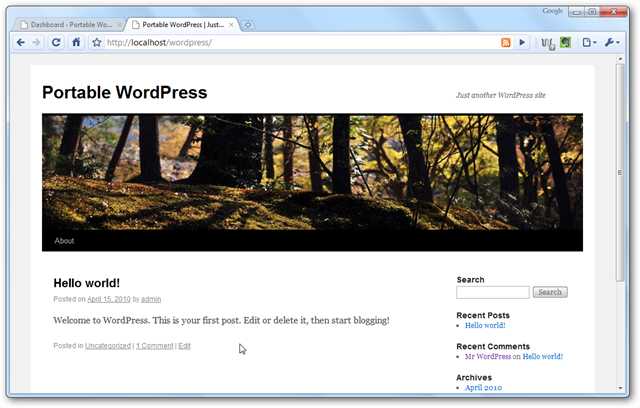 Google
Dashboard - Portable Wo...
Portable WordPress | Just...
http://localhost/wordpress/
Portable WordPress
Just another WordPress site
About
Hello world!
Posted on April 15, 2010 by admin
Welcome to WordPress. This is your first post. Edit or delete it, then start blogging!
Posted in Uncategorized | 1 Comment | Edit
Search
Search
Recent Posts
Hello world!
Recent Comments
Mr WordPress on Hello world!
Archives
April 2010